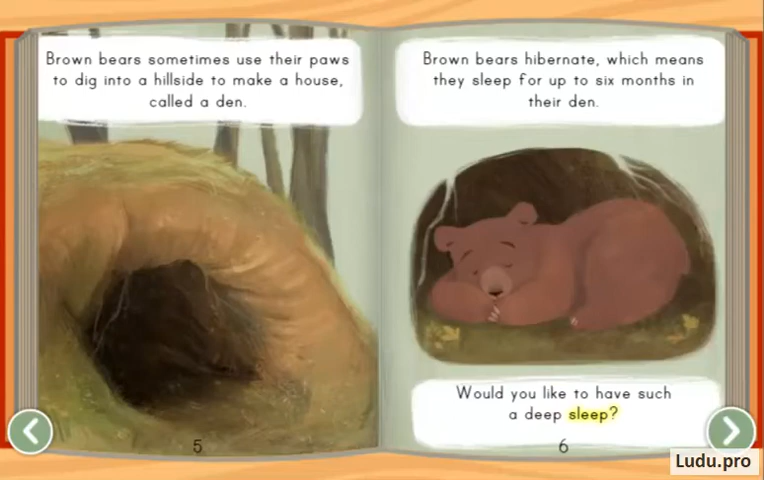 Brown bears sometimes use their paws
to dig into a hillside to make a house,
called a den.
5
Brown bears hibernate, which means
they sleep for up to six months in
their den.
Would you like to have such
a deep sleep?
6
Ludu.pro